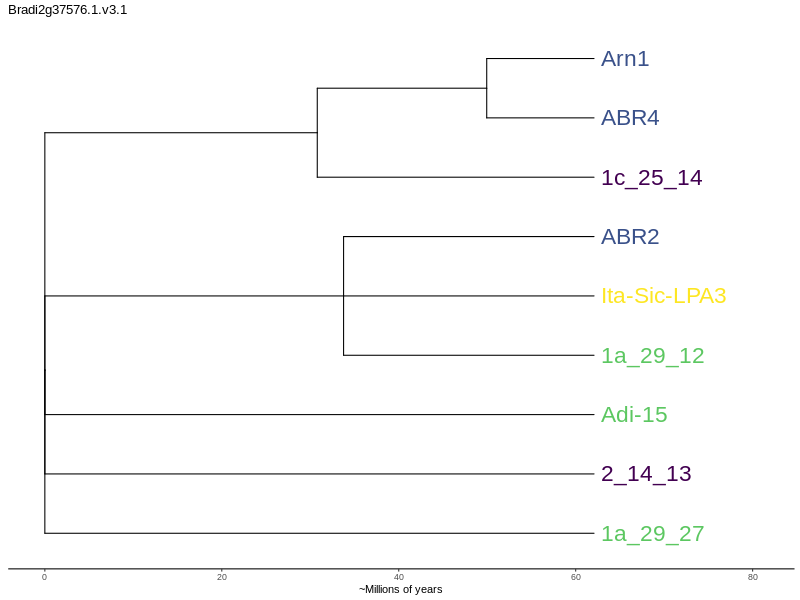 Bradi2g37576.1.v3.1
Arn1
ABR4
1c_25_14
ABR2
Ita-Sic-LPA3
1a_29_12
Adi-15
2_14_13
1a_29_27
0 20 40 60 80
~Millions of years